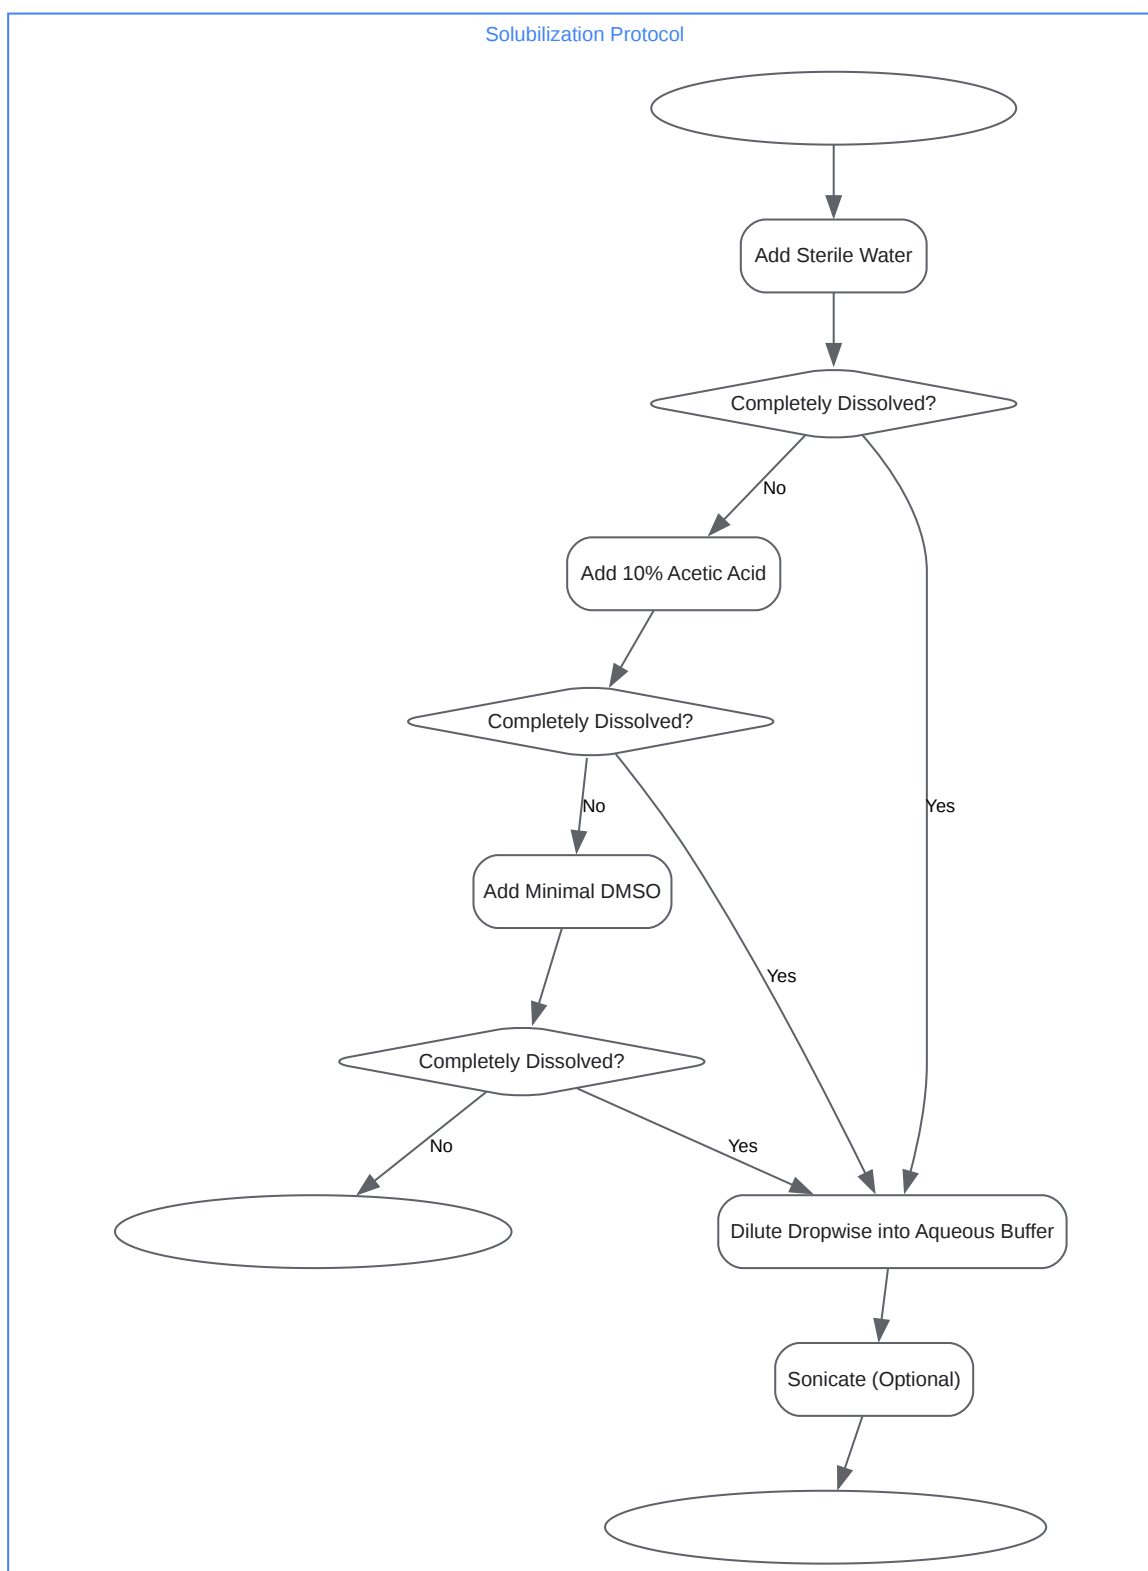 Solubilization Protocol
Add Sterile Water
Completely Dissolved?
No
Add 10% Acetic Acid
Completely Dissolved?
No
Yes
Add Minimal DMSO
Yes
Completely Dissolved?
No
Yes
Dilute Dropwise into Aqueous Buffer
Sonicate (Optional)